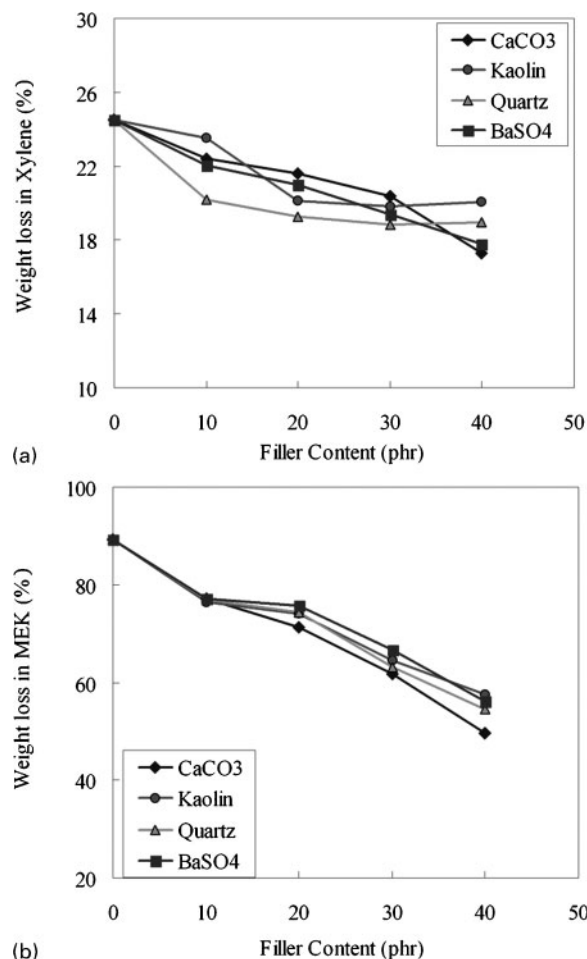 30
26
22
18
14
10
Weight loss in Xylene (%)
CaCO3
Kaolin
Quartz
BaSO4
0 10 20 30 40 50
Filler Content (phr)
(a)
100
80
60
40
20
Weight loss in MEK (%)
CaCO3
Kaolin
Quartz
BaSO4
0 10 20 30 40 50
Filler Content (phr)
(b)